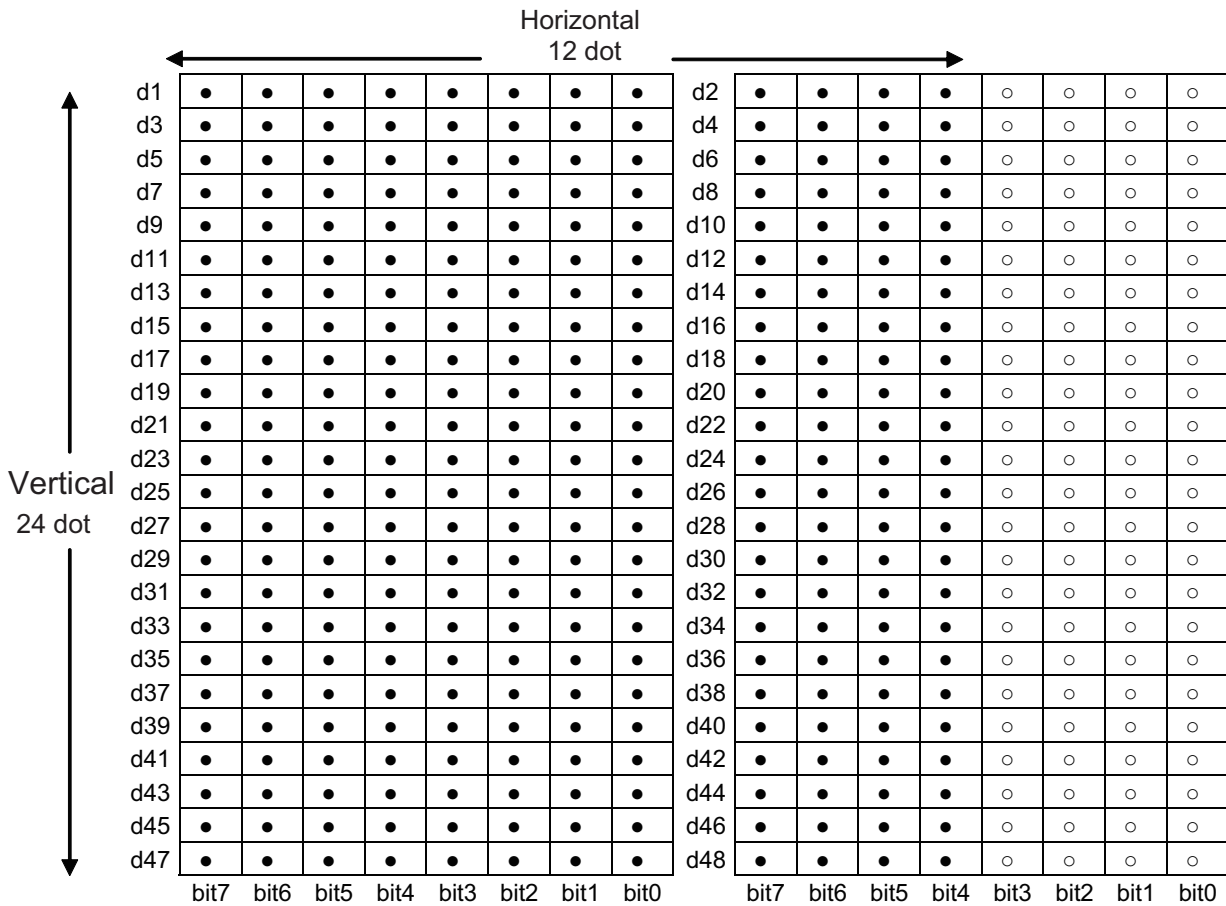 Horizontal
12 dot
d1 ● ● ● ● ● ● ● ● d2 ● ● ● ● ○ ○ ○ ○
d3 ● ● ● ● ● ● ● ● d4 ● ● ● ● ○ ○ ○ ○
d5 ● ● ● ● ● ● ● ● d6 ● ● ● ● ○ ○ ○ ○
d7 ● ● ● ● ● ● ● ● d8 ● ● ● ● ○ ○ ○ ○
d9 ● ● ● ● ● ● ● ● d10 ● ● ● ● ○ ○ ○ ○
d11 ● ● ● ● ● ● ● ● d12 ● ● ● ● ○ ○ ○ ○
d13 ● ● ● ● ● ● ● ● d14 ● ● ● ● ○ ○ ○ ○
d15 ● ● ● ● ● ● ● ● d16 ● ● ● ● ○ ○ ○ ○
d17 ● ● ● ● ● ● ● ● d18 ● ● ● ● ○ ○ ○ ○
d19 ● ● ● ● ● ● ● ● d20 ● ● ● ● ○ ○ ○ ○
d21 ● ● ● ● ● ● ● ● d22 ● ● ● ● ○ ○ ○ ○
d23 ● ● ● ● ● ● ● ● d24 ● ● ● ● ○ ○ ○ ○
Vertical
24 dot
d25 ● ● ● ● ● ● ● ● d26 ● ● ● ● ○ ○ ○ ○
d27 ● ● ● ● ● ● ● ● d28 ● ● ● ● ○ ○ ○ ○
d29 ● ● ● ● ● ● ● ● d30 ● ● ● ● ○ ○ ○ ○
d31 ● ● ● ● ● ● ● ● d32 ● ● ● ● ○ ○ ○ ○
d33 ● ● ● ● ● ● ● ● d34 ● ● ● ● ○ ○ ○ ○
d35 ● ● ● ● ● ● ● ● d36 ● ● ● ● ○ ○ ○ ○
d37 ● ● ● ● ● ● ● ● d38 ● ● ● ● ○ ○ ○ ○
d39 ● ● ● ● ● ● ● ● d40 ● ● ● ● ○ ○ ○ ○
d41 ● ● ● ● ● ● ● ● d42 ● ● ● ● ○ ○ ○ ○
d43 ● ● ● ● ● ● ● ● d44 ● ● ● ● ○ ○ ○ ○
d45 ● ● ● ● ● ● ● ● d46 ● ● ● ● ○ ○ ○ ○
d47 ● ● ● ● ● ● ● ● d48 ● ● ● ● ○ ○ ○ ○
bit7 bit6 bit5 bit4 bit3 bit2 bit1 bit0 bit7 bit6 bit5 bit4 bit3 bit2 bit1 bit0